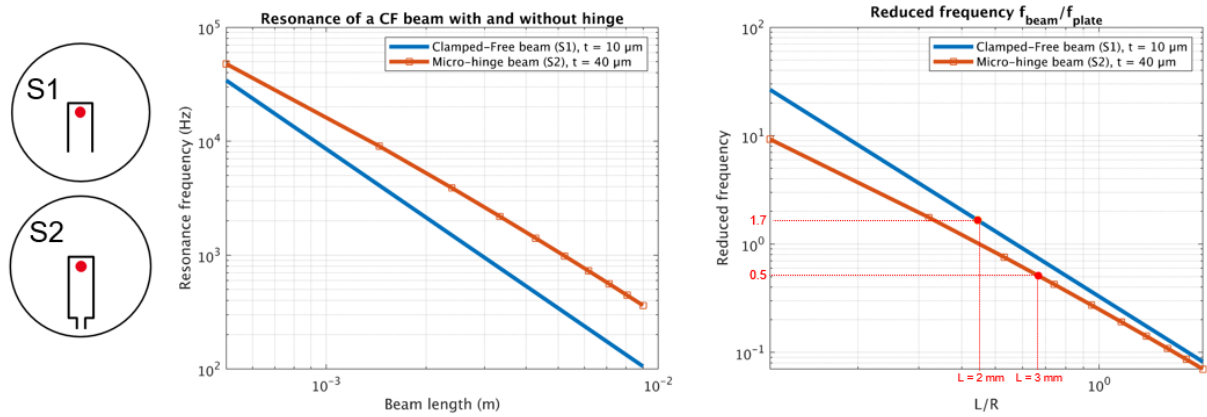 S1
S2
Resonance of a CF beam with and without hinge
Clamped-Free beam (S1), t = 10 µm
Micro-hinge beam (S2), t = 40 µm
Resonance frequency (Hz)
10^5
10^4
10^3
10^2
10^-3
10^-2
Beam length (m)
Reduced frequency f_beam/f_plate
Clamped-Free beam (S1), t = 10 µm
Micro-hinge beam (S2), t = 40 µm
Reduced frequency
10^2
10^1
1.7
10^0
0.5
10^-1
L = 2 mm
L = 3 mm
10^0
L/R